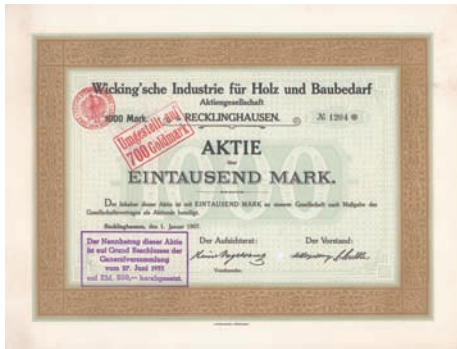 Wicking'sche Industrie für Holz und Baubedarf
Aktiengesellschaft
1000 Mark. RECKLINGHAUSEN. № 1204
Umgestellt auf
700 Goldmark
AKTIE
über
EINTAUSEND MARK.
Der Inhaber dieser Aktie ist mit EINTAUSEND MARK an unserer Gesellschaft nach Maßgabe des
Gesellschaftsvertrages als Aktionär beteiligt.
Recklinghausen, den 1. Januar
Der Nennbetrag dieser Aktie
ist auf Grund Beschlusses der
Generalversammlung
vom 27. Juni
auf RM. herabgesetzt.
Der Aufsichtsrat:
Der Vorstand:
Vorsitzender.
1000